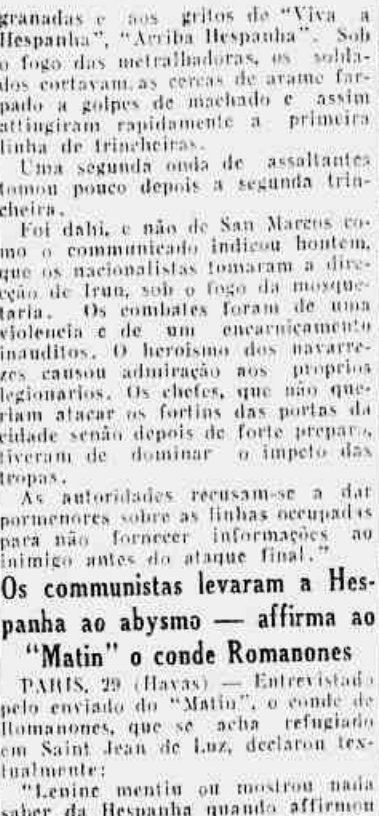 granadas e aos gritos de "Viva a
Hespanha", "Arriba Hespanha". Sob
o fogo das metralhadoras, os solda-
dos cortavam as cercas de arame far-
pado a golpes de machado e assim
attingiram rapidamente a primeira
linha de trincheiras.
Uma segunda onda de assaltantes
tomou pouco depois a segunda trin-
cheira.
Foi dahi, e não de San Marcos co-
mo o communicado indicou hontem,
que os nacionalistas tomaram a dire-
cção de Irun, sob o fogo da mosque-
taria. Os combates foram de uma
violencia e de um encarniçamento
inauditos. O heroismo dos navarre-
zes causou admiração aos proprios
legionarios. Os chefes, que não que-
riam atacar os fortins das portas da
cidade senão depois de forte preparo,
tiveram de dominar o impeto das
tropas.
As autoridades recusam-se a dar
pormenores sobre as linhas occupadas
para não fornecer informações ao
inimigo antes do ataque final."
Os communistas levaram a Hes-
panha ao abysmo — affirma ao
"Matin" o conde Romanones
PARIS, 29 (Havas) — Entrevistado
pelo enviado do "Matin", o conde de
Romanones, que se acha refugiado
em Saint Jean de Luz, declarou tex-
tualmente:
"Lenine mentiu ou mostrou nada
saber da Hespanha quando affirmou